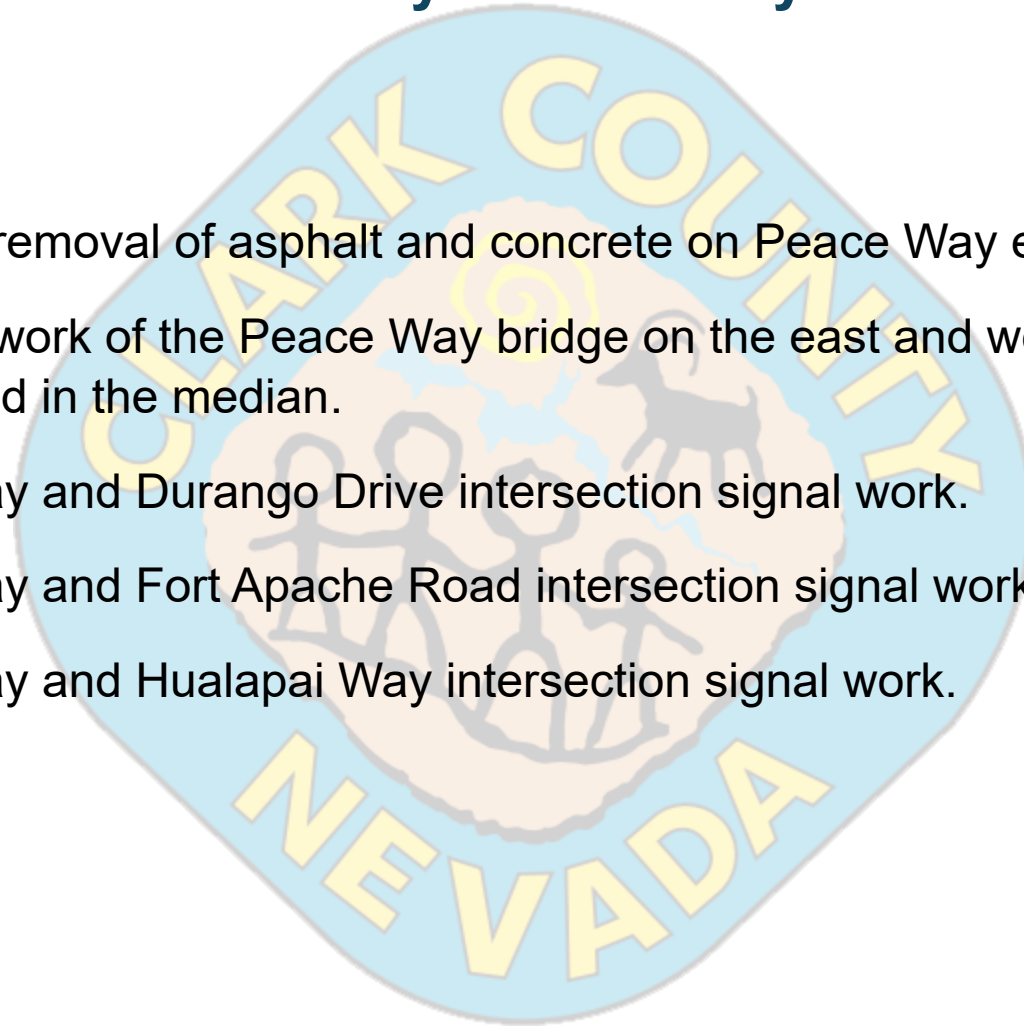 CLARK COUNTY
removal of asphalt and concrete on Peace Way e
work of the Peace Way bridge on the east and w
d in the median.
ay and Durango Drive intersection signal work.
ay and Fort Apache Road intersection signal work
ay and Hualapai Way intersection signal work.
NEVADA